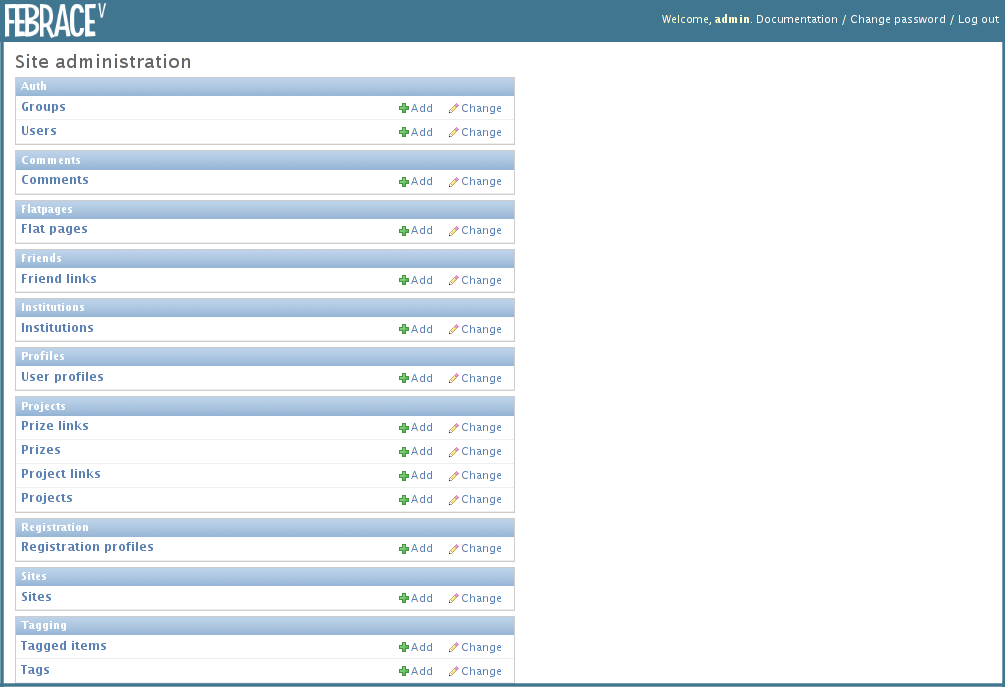 FEBRACE V
Welcome, admin. Documentation / Change password / Log out
Site administration
Auth
Groups Add Change
Users Add Change
Comments
Comments Add Change
Flatpages
Flat pages Add Change
Friends
Friend links Add Change
Institutions
Institutions Add Change
Profiles
User profiles Add Change
Projects
Prize links Add Change
Prizes Add Change
Project links Add Change
Projects Add Change
Registration
Registration profiles Add Change
Sites
Sites Add Change
Tagging
Tagged items Add Change
Tags Add Change